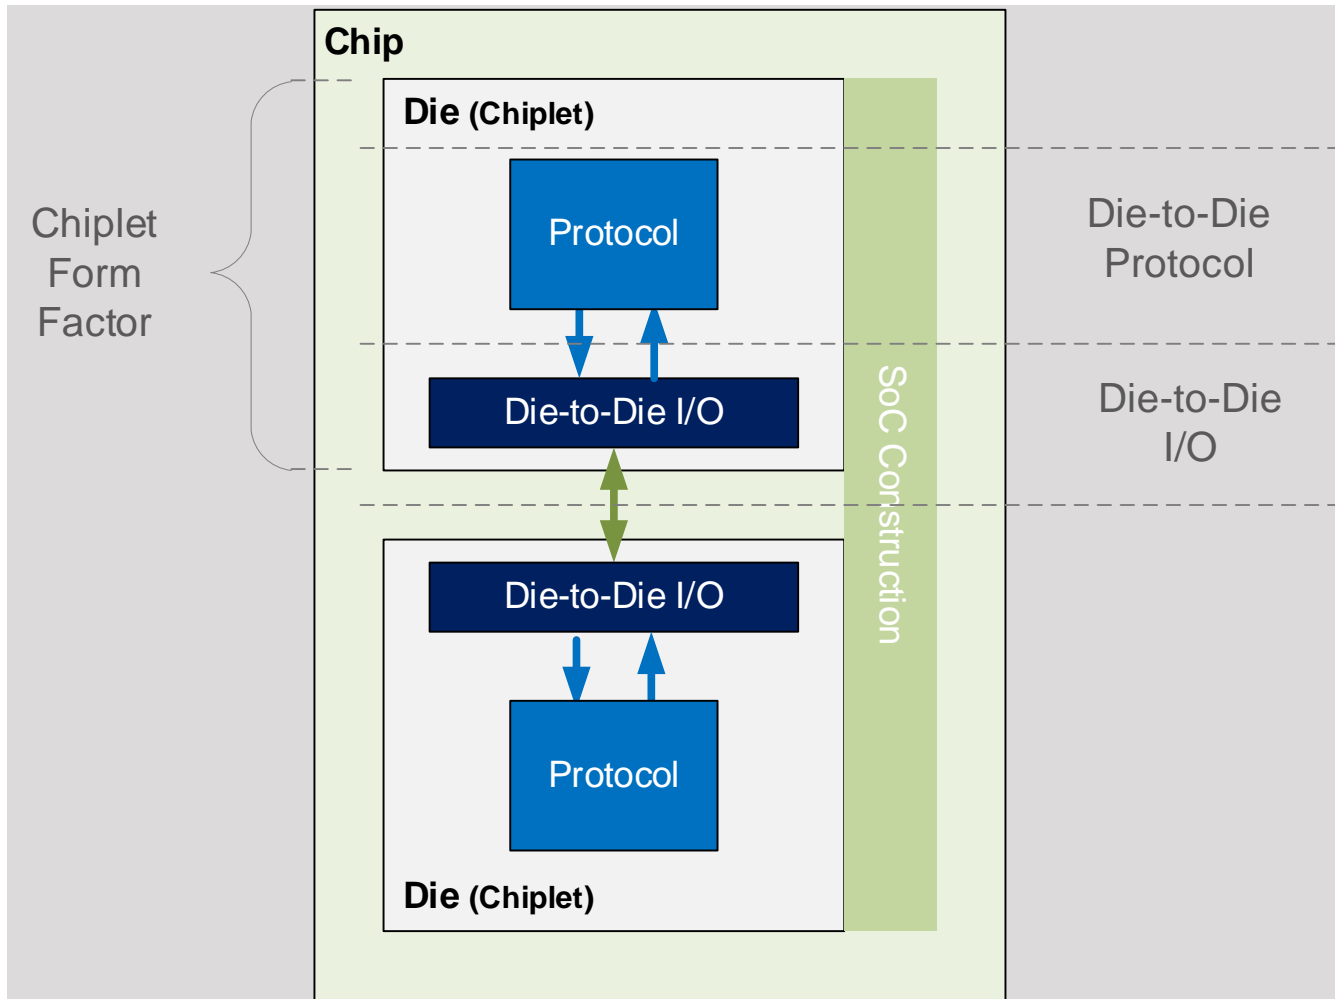 Chip
Die (Chiplet)
Protocol
Die-to-Die I/O
Die-to-Die I/O
Protocol
Die (Chiplet)
SoC Construction
Chiplet
Form
Factor
Die-to-Die
Protocol
Die-to-Die
I/O